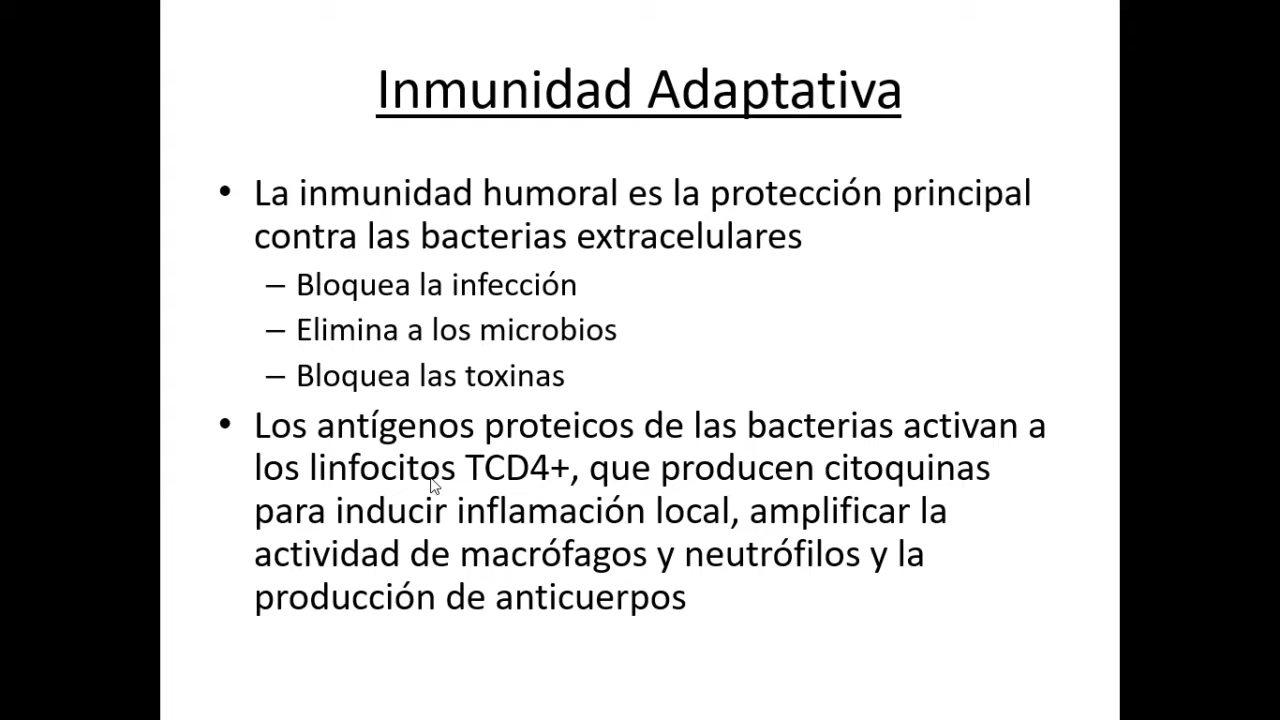 Inmunidad Adaptativa
• La inmunidad humoral es la protección principal
contra las bacterias extracelulares
– Bloquea la infección
– Elimina a los microbios
– Bloquea las toxinas
• Los antígenos proteicos de las bacterias activan a
los linfocitos TCD4+, que producen citoquinas
para inducir inflamación local, amplificar la
actividad de macrófagos y neutrófilos y la
producción de anticuerpos